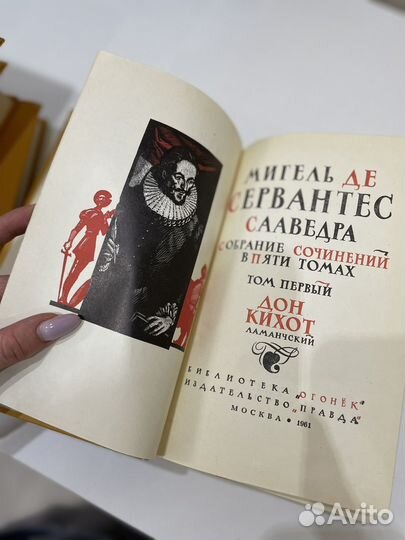 МИГЕЛЬ ДЕ
СЕРВАНТЕС
СААВЕДРА
СОБРАНИЕ СОЧИНЕНИЙ
В ПЯТИ ТОМАХ
ТОМ ПЕРВЫЙ
ДОН
КИХОТ
ЛАМАНЧСКИЙ
БИБЛИОТЕКА „ОГОНЁК“
ИЗДАТЕЛЬСТВО „ПРАВДА“
МОСКВА • 1961
Avito